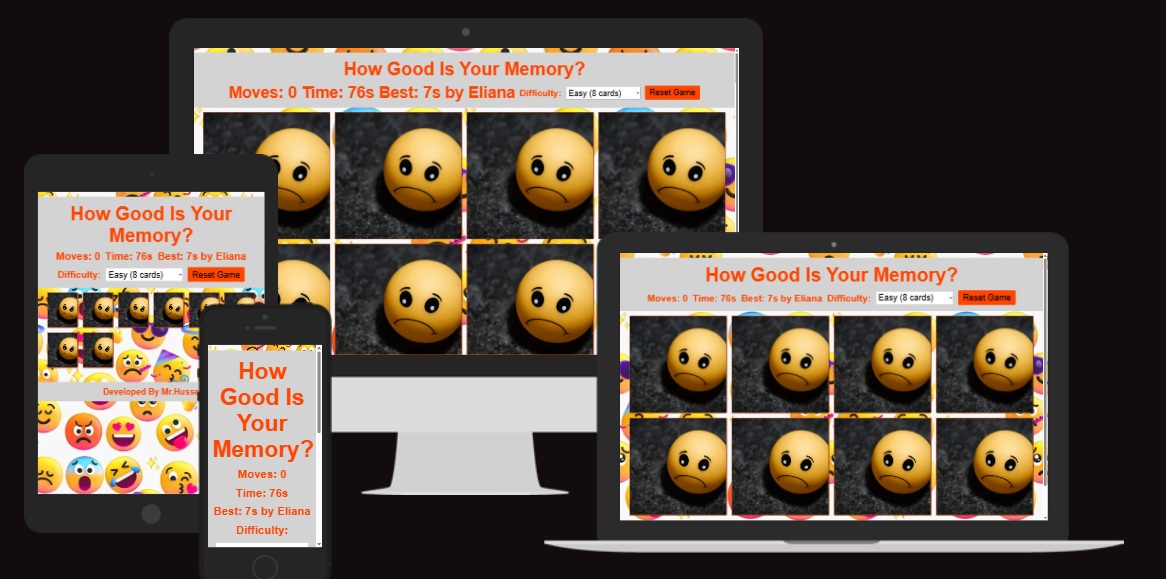 How Good Is Your Memory?
Moves: 0 Time: 76s Best: 7s by Eliana Difficulty: Easy (8 cards) Reset Game
How Good Is Your
Memory?
Moves: 0 Time: 76s Best: 7s by Eliana
Difficulty: Easy (8 cards) Reset Game
Developed By
How
Good Is
Your
Memory?
Moves: 0
Time: 76s
Best: 7s by Eliana
Difficulty:
How Good Is Your Memory?
Moves: 0 Time: 76s Best: 7s by Eliana Difficulty: Easy (8 cards) Reset Game